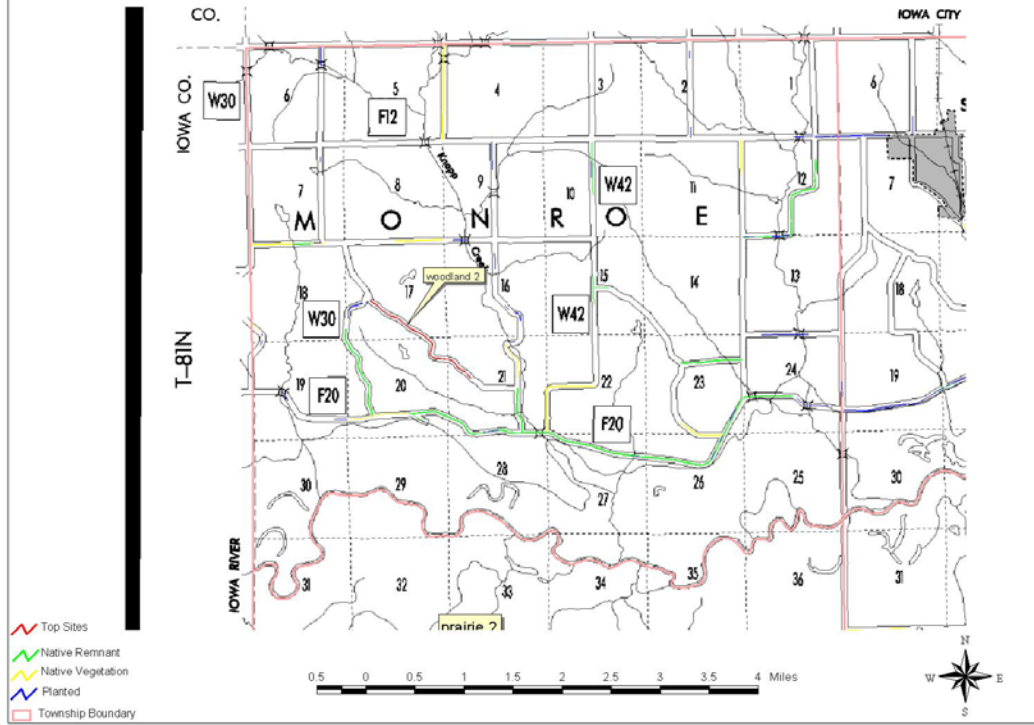 CO.
IOWA CITY
IOWA CO.
W30
6
5
4
3
2
1
6
S
F12
Knapp
7
8
9
10
W42
11
12
7
M O N R O E
Creek
woodland 2
18
17
16
15
14
13
18
W30
W42
T-81N
19
20
21
22
23
24
19
F20
F20
30
29
28
27
26
25
30
IOWA RIVER
31
32
33
34
35
36
31
prairie 2
Top Sites
Native Remnant
Native Vegetation
Planted
Township Boundary
0.5 0 0.5 1 1.5 2 2.5 3 3.5 4 Miles
N
W E
S